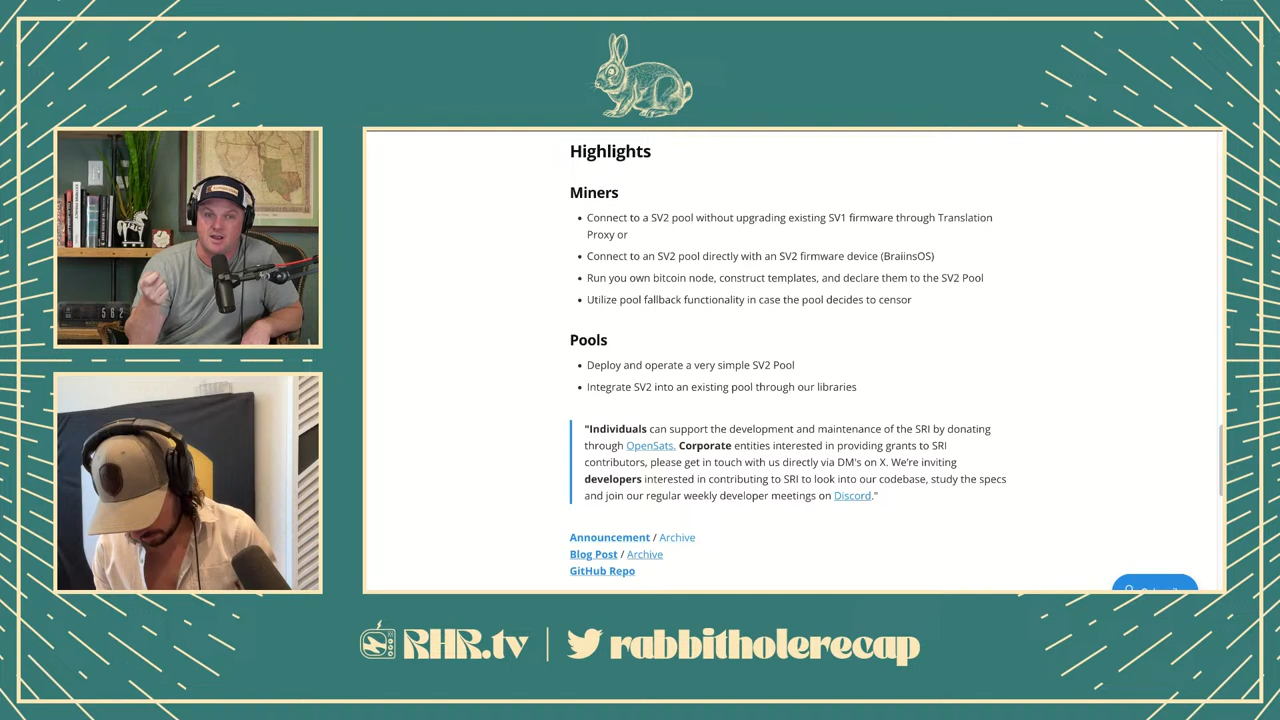 Highlights
Miners
• Connect to a SV2 pool without upgrading existing SV1 firmware through Translation
Proxy or
• Connect to an SV2 pool directly with an SV2 firmware device (BraiinsOS)
• Run you own bitcoin node, construct templates, and declare them to the SV2 Pool
• Utilize pool fallback functionality in case the pool decides to censor
Pools
• Deploy and operate a very simple SV2 Pool
• Integrate SV2 into an existing pool through our libraries
"Individuals can support the development and maintenance of the SRI by donating
through OpenSats. Corporate entities interested in providing grants to SRI
contributors, please get in touch with us directly via DM's on X. We're inviting
developers interested in contributing to SRI to look into our codebase, study the specs
and join our regular weekly developer meetings on Discord."
Announcement / Archive
Blog Post / Archive
GitHub Repo
TFTC
562
RHR.tv | rabbitholerecap